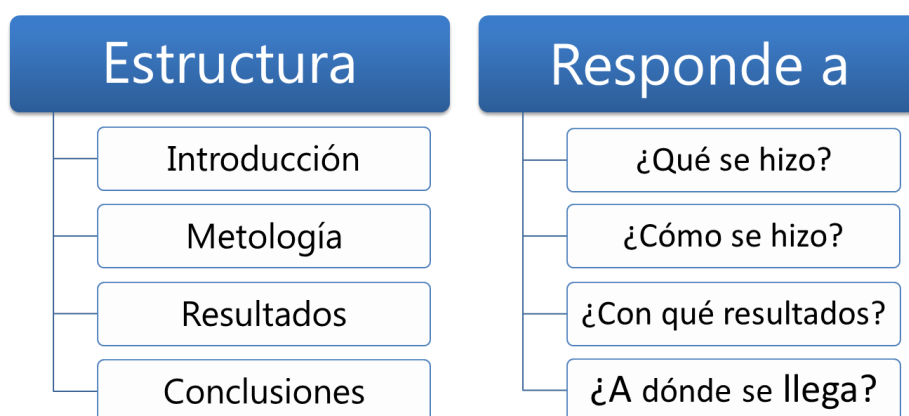 Estructura
Introducción
Metología
Resultados
Conclusiones
Responde a
¿Qué se hizo?
¿Cómo se hizo?
¿Con qué resultados?
¿A dónde se llega?